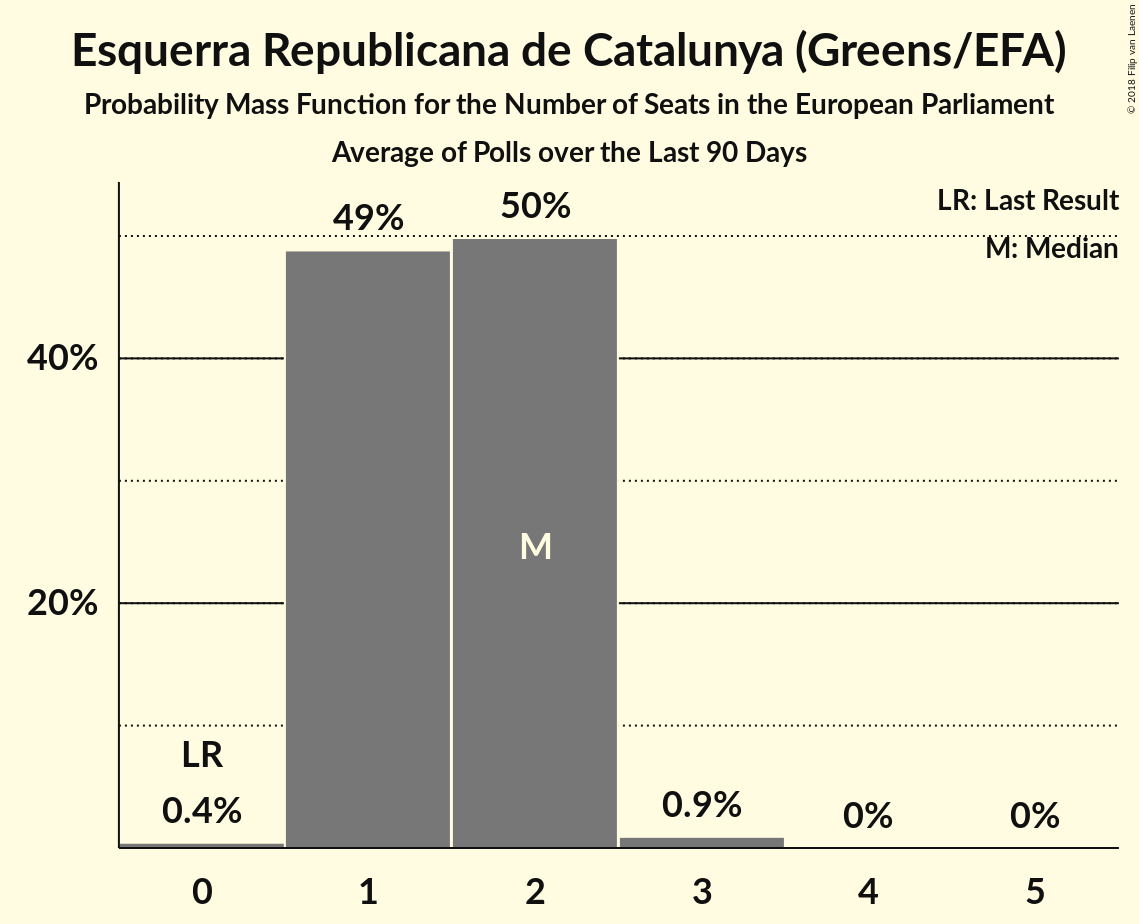 Esquerra Republicana de Catalunya (Greens/EFA)
Probability Mass Function for the Number of Seats in the European Parliament
Average of Polls over the Last 90 Days
© 2018 Filip van Laenen
LR: Last Result
M: Median
49%
50%
40%
20%
M
LR
0.4%
0.9%
0%
0%
0
1
2
3
4
5